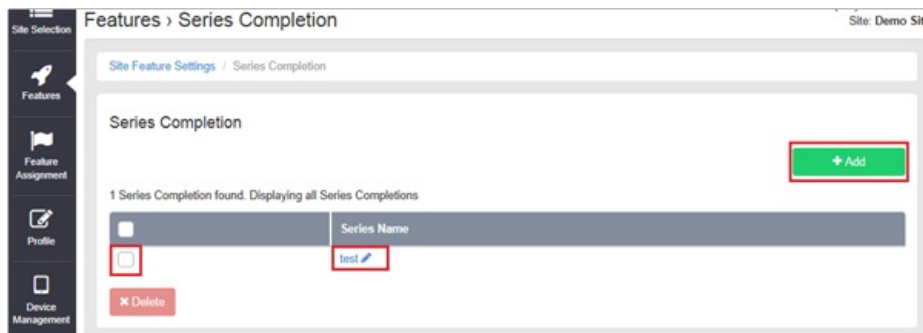 Site Selection
Features › Series Completion
Site: Demo Sit
Features
Site Feature Settings / Series Completion
Series Completion
+ Add
Feature
Assignment
1 Series Completion found. Displaying all Series Completions
Series Name
Profile
test
× Delete
Device
Management